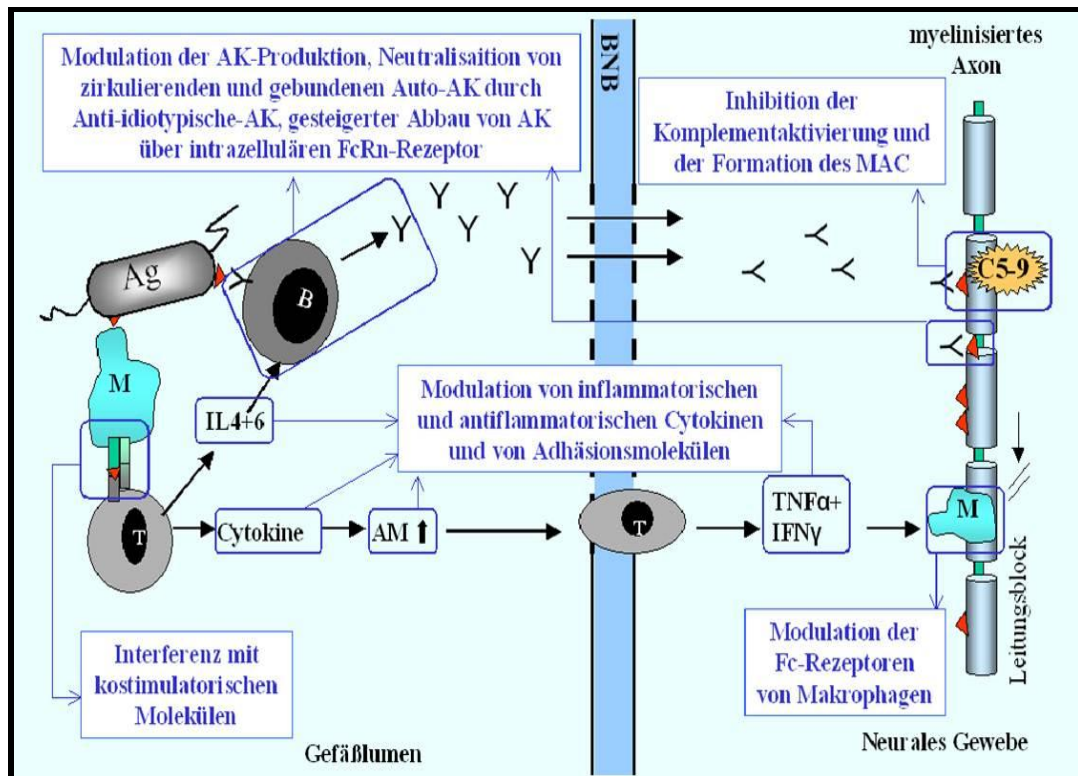 Modulation der AK-Produktion, Neutralisaition von
zirkulierenden und gebundenen Auto-AK durch
Anti-idiotypische-AK, gesteigerter Abbau von AK
über intrazellulären FcRn-Rezeptor
BNB
myelinisiertes
Axon
Inhibition der
Komplementaktivierung und
der Formation des MAC
Ag
B
C5-9
M
IL4+6
Modulation von inflammatorischen
und antiflammatorischen Cytokinen
und von Adhäsionsmolekülen
T
Cytokine
AM
T
TNFα+
IFNγ
M
Leitungsblock
Interferenz mit
kostimulatorischen
Molekülen
Modulation der
Fc-Rezeptoren
von Makrophagen
Gefäßlumen
Neurales Gewebe